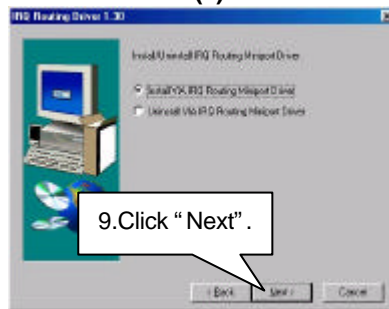 IRQ Routing Driver 1.30
Install/Uninstall IRQ Routing Miniport Driver
Install VIA IRQ Routing Miniport Driver
Uninstall VIA IRQ Routing Miniport Driver
9.Click “Next”.
< Back
Next >
Cancel